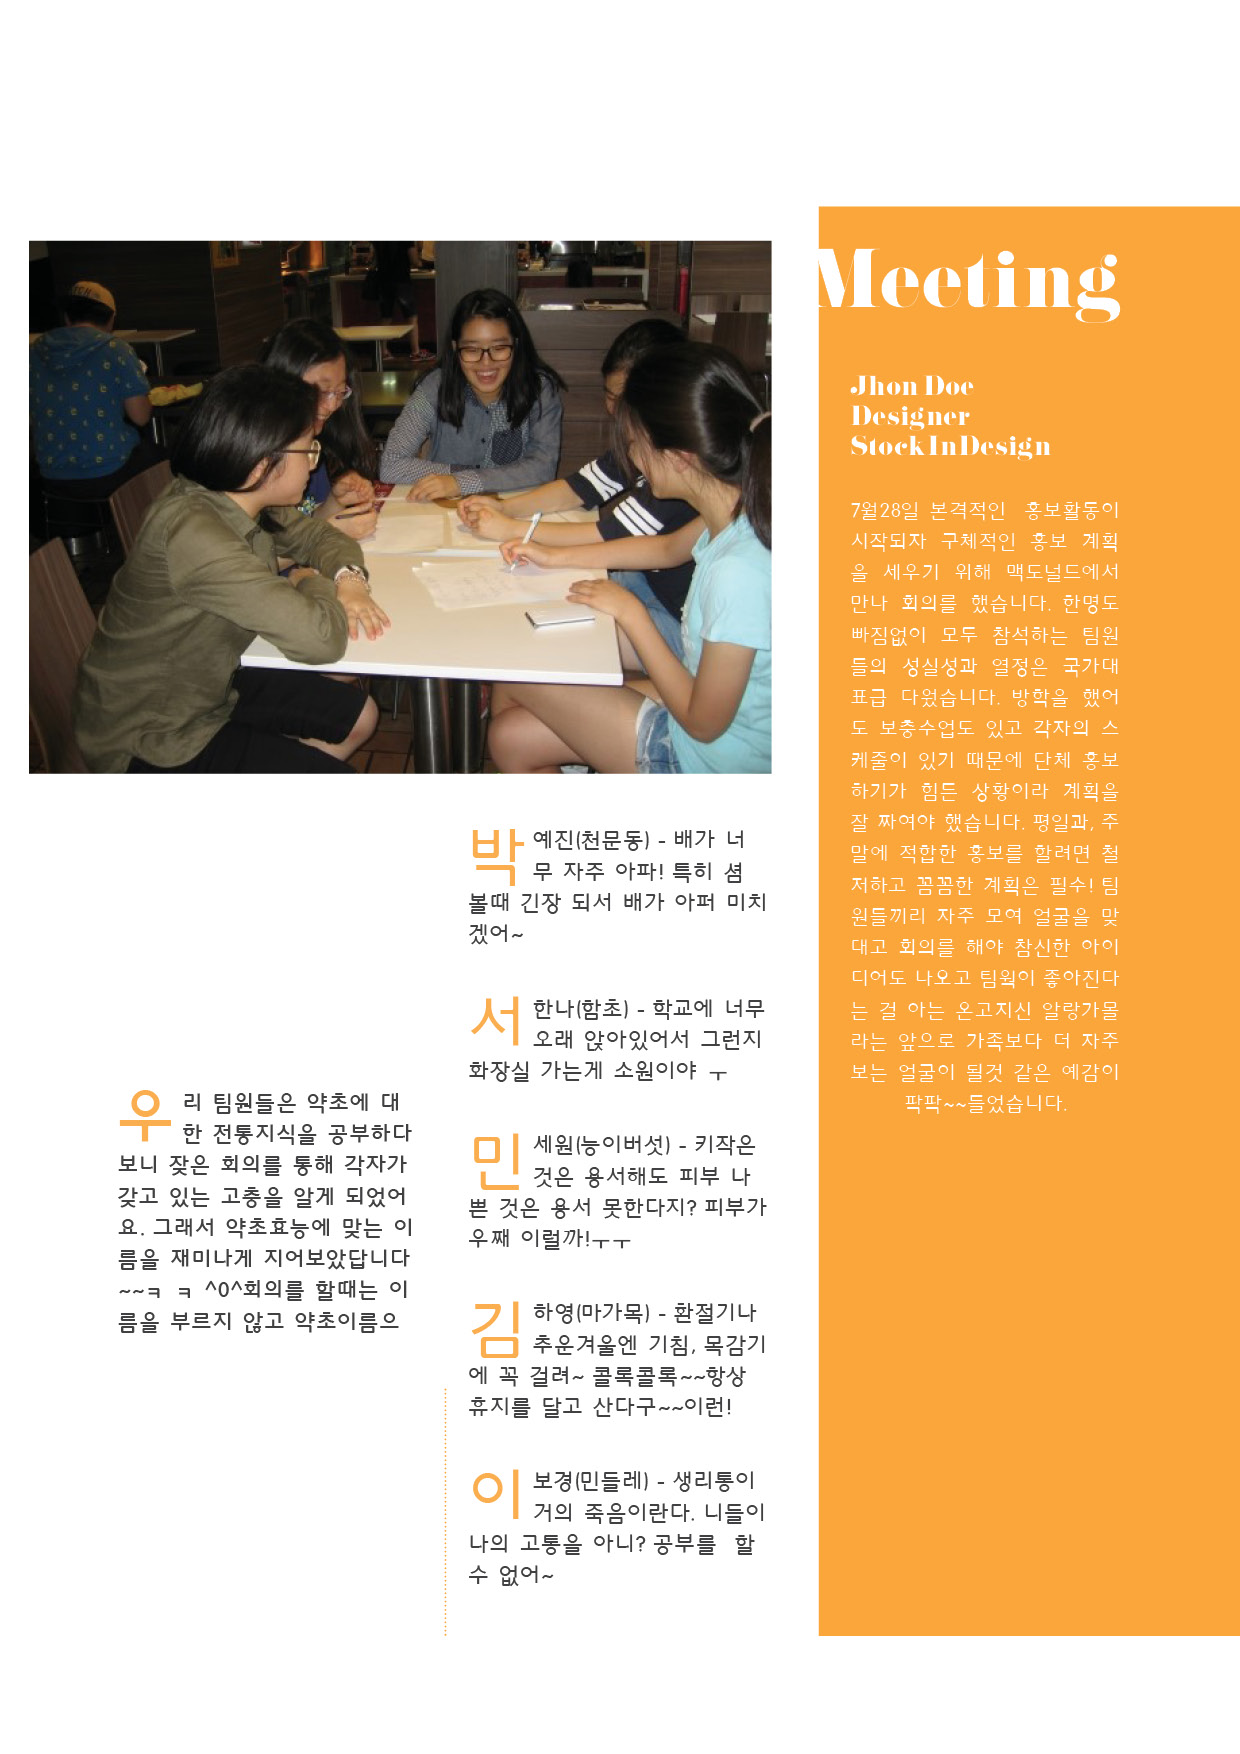 Meeting
Jhon Doe
Designer
StockInDesign
7월28일 본격적인 홍보활동이
시작되자 구체적인 홍보 계획
을 세우기 위해 맥도널드에서
만나 회의를 했습니다. 한명도
빠짐없이 모두 참석하는 팀원
들의 성실성과 열정은 국가대
표급 다웠습니다. 방학을 했어
도 보충수업도 있고 각자의 스
케줄이 있기 때문에 단체 홍보
하기가 힘든 상황이라 계획을
잘 짜여야 했습니다. 평일과, 주
말에 적합한 홍보를 할려면 철
저하고 꼼꼼한 계획은 필수! 팀
원들끼리 자주 모여 얼굴을 맞
대고 회의를 해야 참신한 아이
디어도 나오고 팀웍이 좋아진다
는 걸 아는 온고지신 알랑가몰
라는 앞으로 가족보다 더 자주
보는 얼굴이 될것 같은 예감이
팍팍~~들었습니다.
우리 팀원들은 약초에 대
한 전통지식을 공부하다
보니 잦은 회의를 통해 각자가
갖고 있는 고충을 알게 되었어
요. 그래서 약초효능에 맞는 이
름을 재미나게 지어보았답니다
~~ㅋ ㅋ ^0^회의를 할때는 이
름을 부르지 않고 약초이름으
박예진(천문동) - 배가 너
무 자주 아파! 특히 셤
볼때 긴장 되서 배가 아퍼 미치
겠어~
서한나(함초) - 학교에 너무
오래 앉아있어서 그런지
화장실 가는게 소원이야 ㅜ
민세원(능이버섯) - 키작은
것은 용서해도 피부 나
쁜 것은 용서 못한다지? 피부가
우째 이럴까!ㅜㅜ
김하영(마가목) - 환절기나
추운겨울엔 기침, 목감기
에 꼭 걸려~ 콜록콜록~~항상
휴지를 달고 산다구~~이런!
이보경(민들레) - 생리통이
거의 죽음이란다. 니들이
나의 고통을 아니? 공부를 할
수 없어~